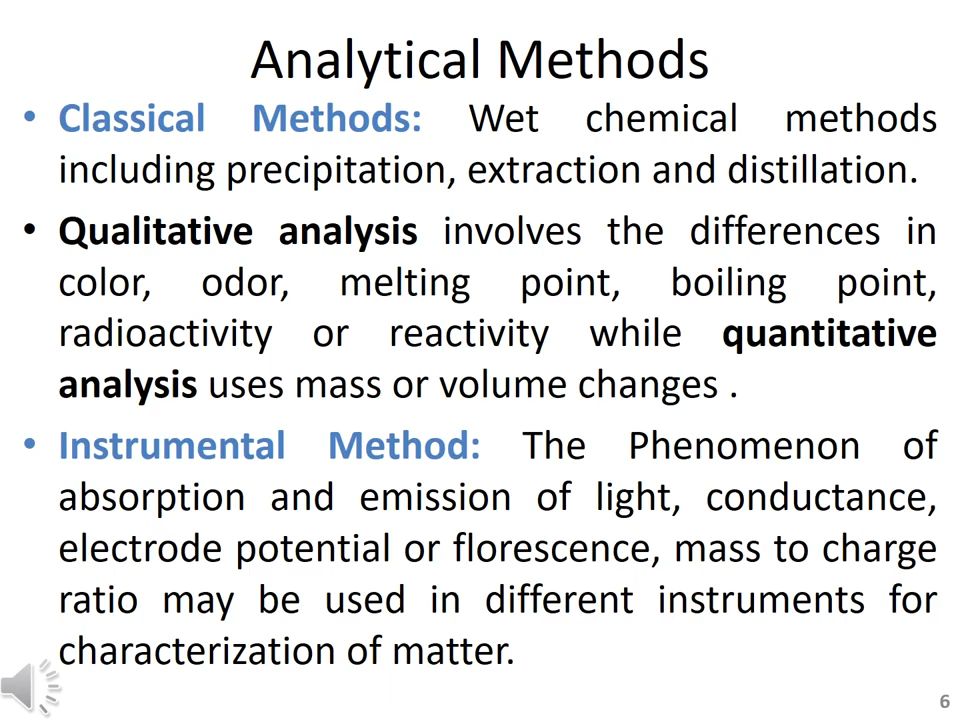 Analytical Methods
• Classical Methods: Wet chemical methods
including precipitation, extraction and distillation.
• Qualitative analysis involves the differences in
color, odor, melting point, boiling point,
radioactivity or reactivity while quantitative
analysis uses mass or volume changes .
• Instrumental Method: The Phenomenon of
absorption and emission of light, conductance,
electrode potential or florescence, mass to charge
ratio may be used in different instruments for
characterization of matter.
6